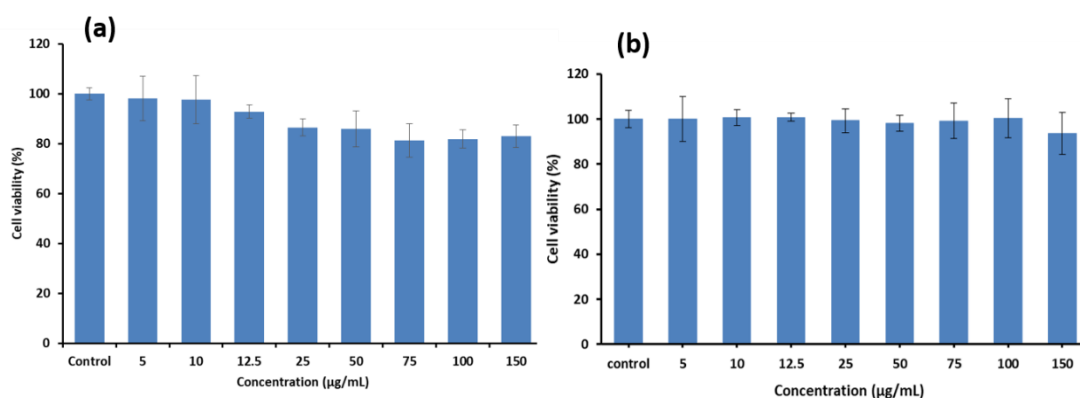 (a)
120
100
80
60
40
20
0
Cell viability (%)
Control 5 10 12.5 25 50 75 100 150
Concentration (µg/mL)
(b)
120
100
80
60
40
20
0
Cell viability (%)
control 5 10 12.5 25 50 75 100 150
Concentration (µg/mL)